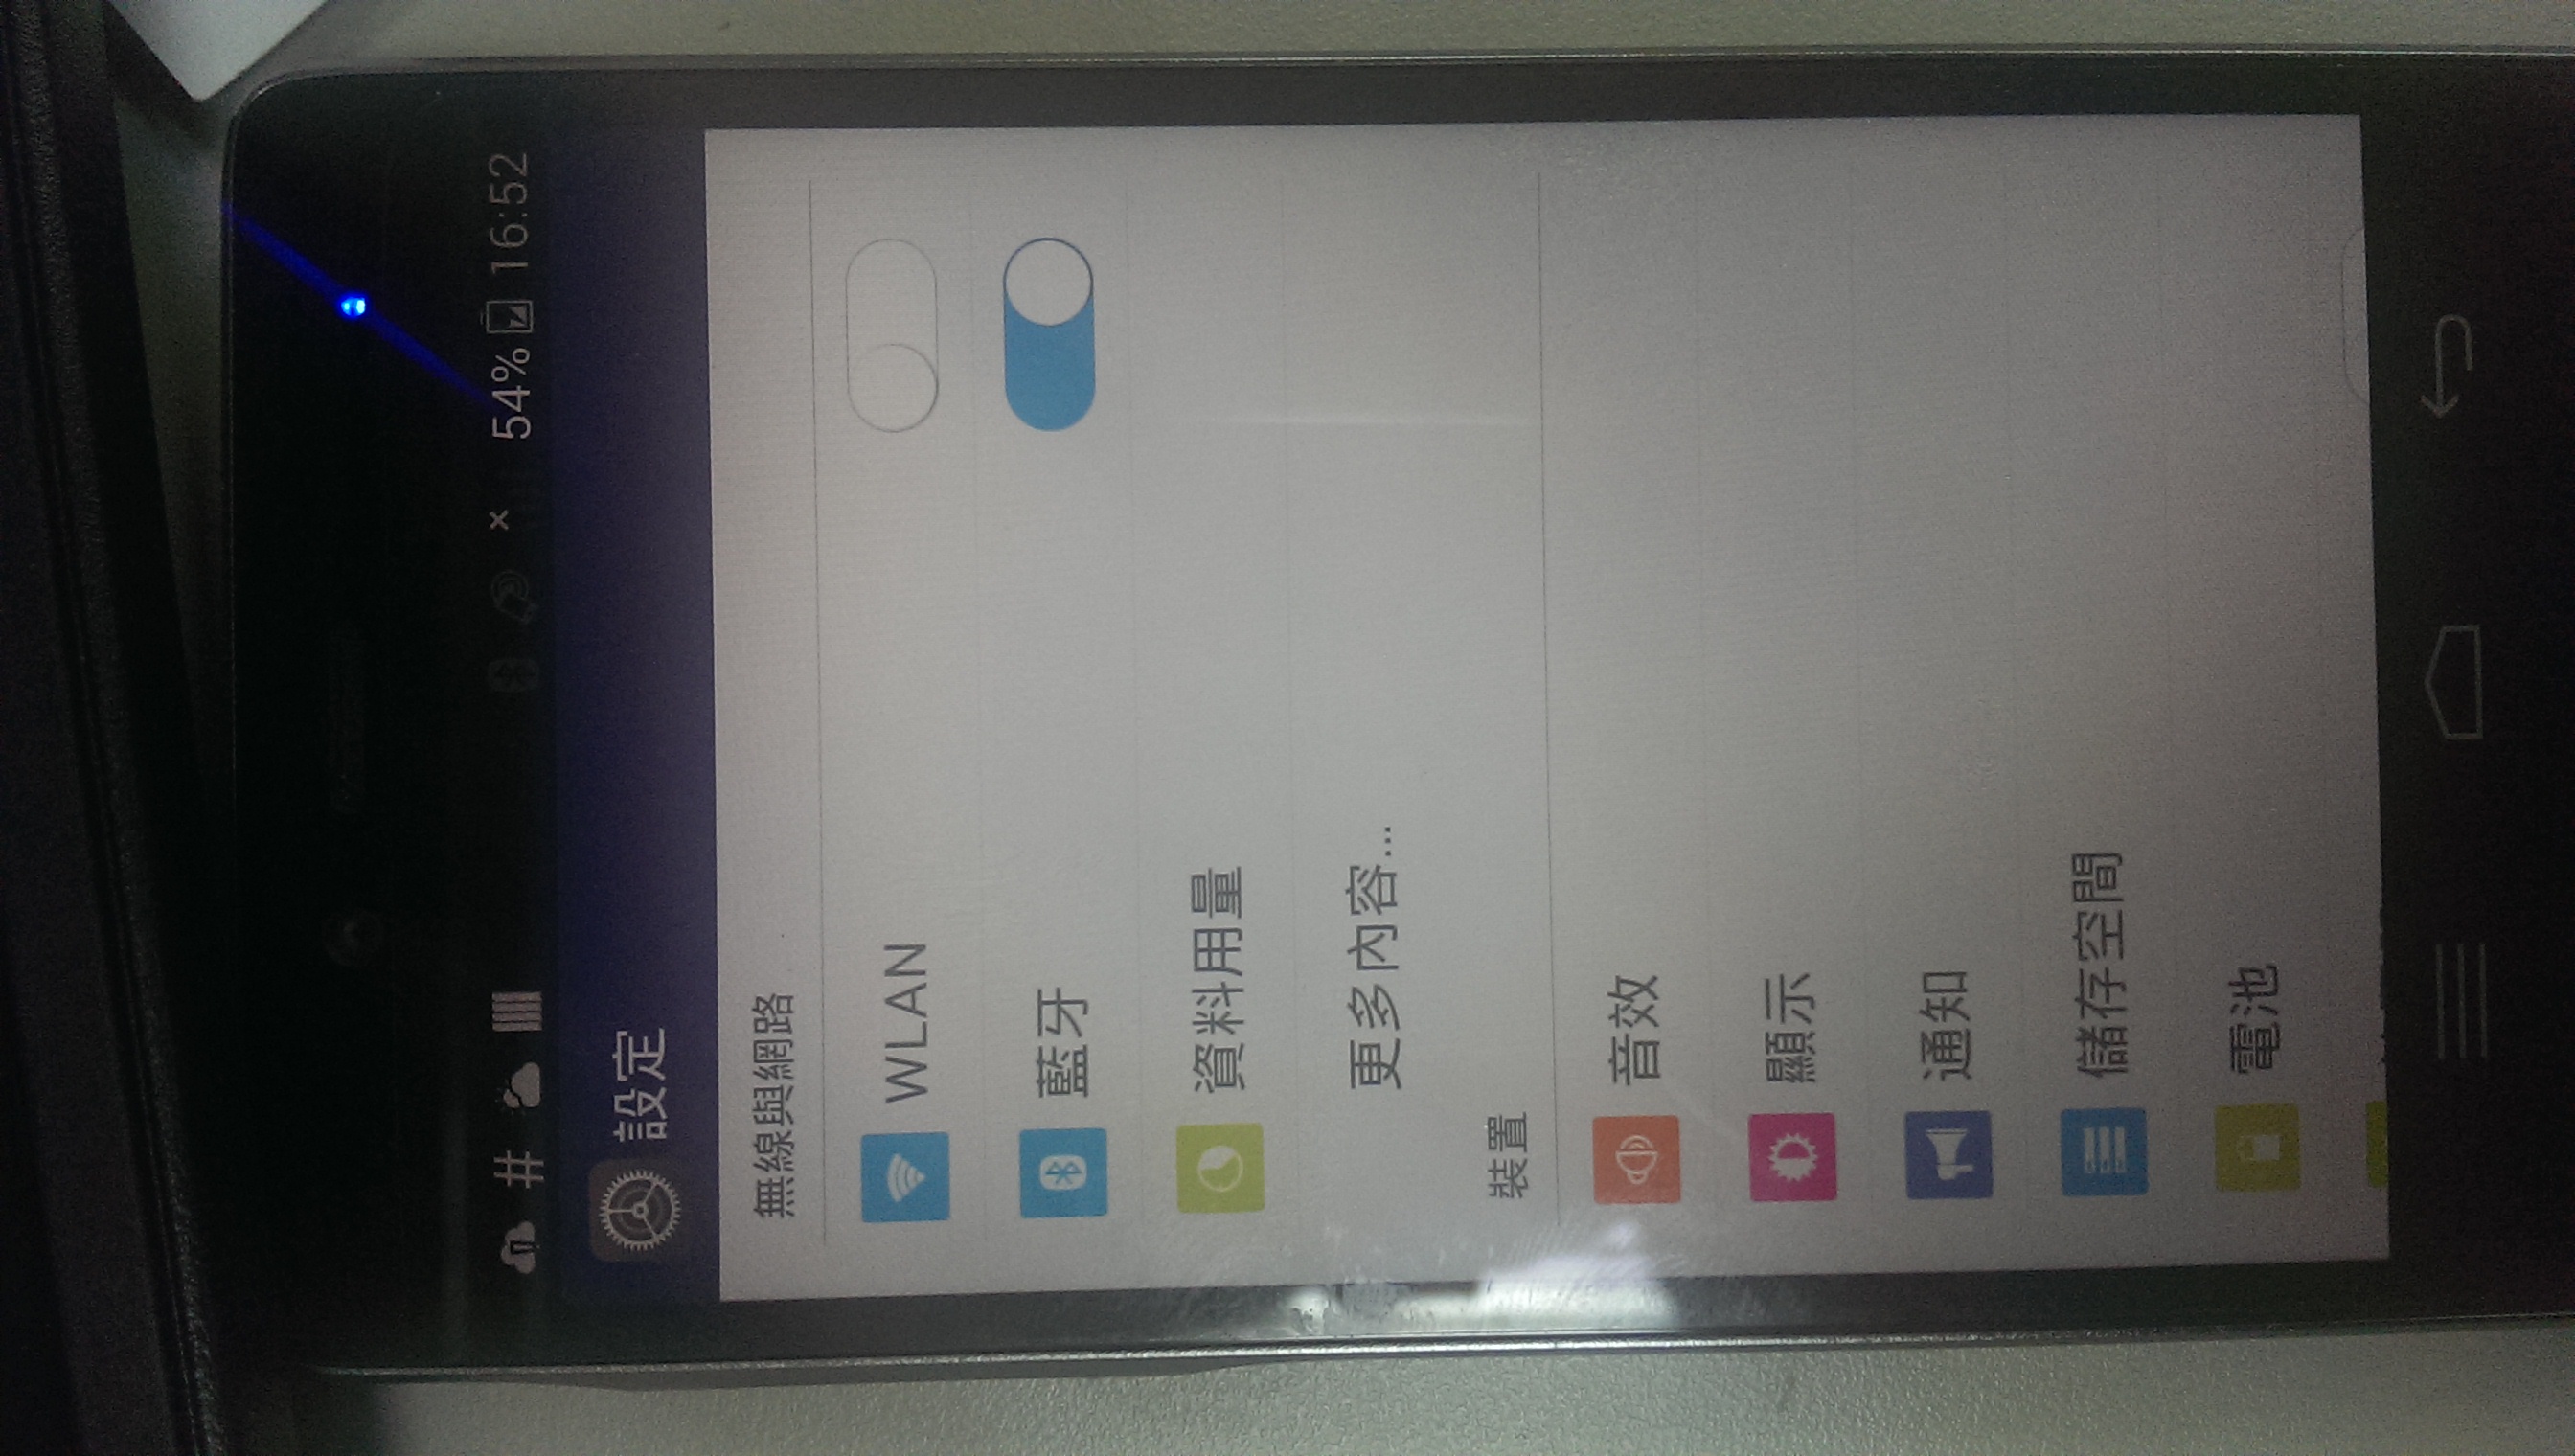 54% 16:52
設定
無線與網路
WLAN
藍牙
資料用量
更多內容...
裝置
音效
顯示
通知
儲存空間
電池